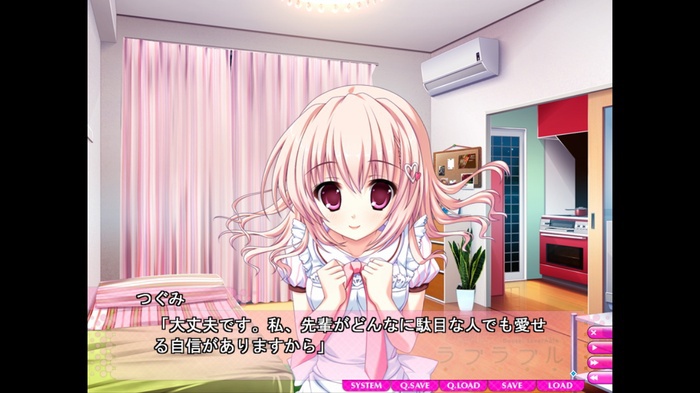 つぐみ
「大丈夫です。私、先輩がどんなに駄目な人でも愛せ
る自信がありますから」
ラブラブル
SYSTEM Q.SAVE Q.LOAD SAVE LOAD